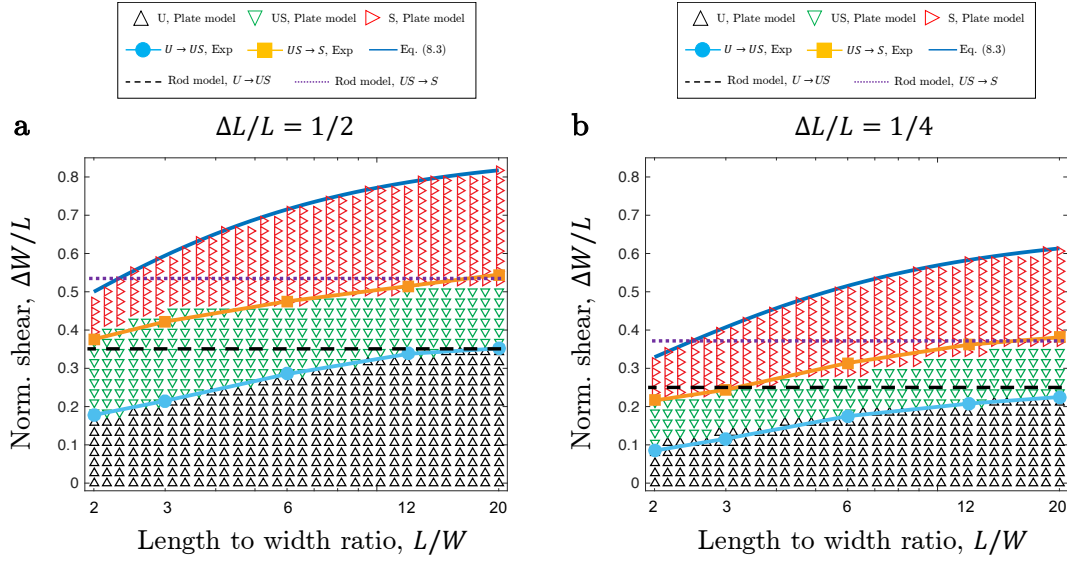 U, Plate model US, Plate model S, Plate model
U → US, Exp US → S, Exp Eq. (8.3)
Rod model, U→US Rod model, US→S
U, Plate model US, Plate model S, Plate model
U → US, Exp US → S, Exp Eq. (8.3)
Rod model, U→US Rod model, US→S
a
ΔL/L = 1/2
Norm. shear, ΔW/L
0.8
0.7
0.6
0.5
0.4
0.3
0.2
0.1
0
2 3 6 12 20
Length to width ratio, L/W
b
ΔL/L = 1/4
Norm. shear, ΔW/L
0.8
0.7
0.6
0.5
0.4
0.3
0.2
0.1
0
2 3 6 12 20
Length to width ratio, L/W